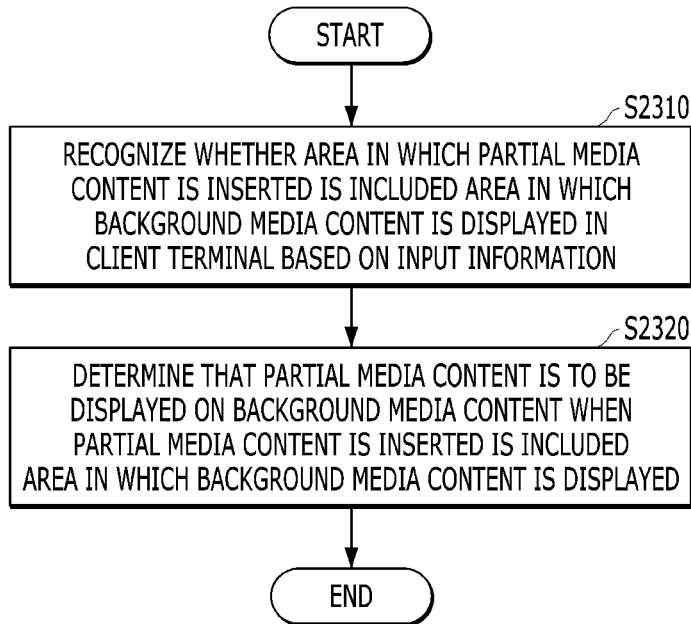 START
S2310
RECOGNIZE WHETHER AREA IN WHICH PARTIAL MEDIA
CONTENT IS INSERTED IS INCLUDED AREA IN WHICH
BACKGROUND MEDIA CONTENT IS DISPLAYED IN
CLIENT TERMINAL BASED ON INPUT INFORMATION
S2320
DETERMINE THAT PARTIAL MEDIA CONTENT IS TO BE
DISPLAYED ON BACKGROUND MEDIA CONTENT WHEN
PARTIAL MEDIA CONTENT IS INSERTED IS INCLUDED
AREA IN WHICH BACKGROUND MEDIA CONTENT IS DISPLAYED
END